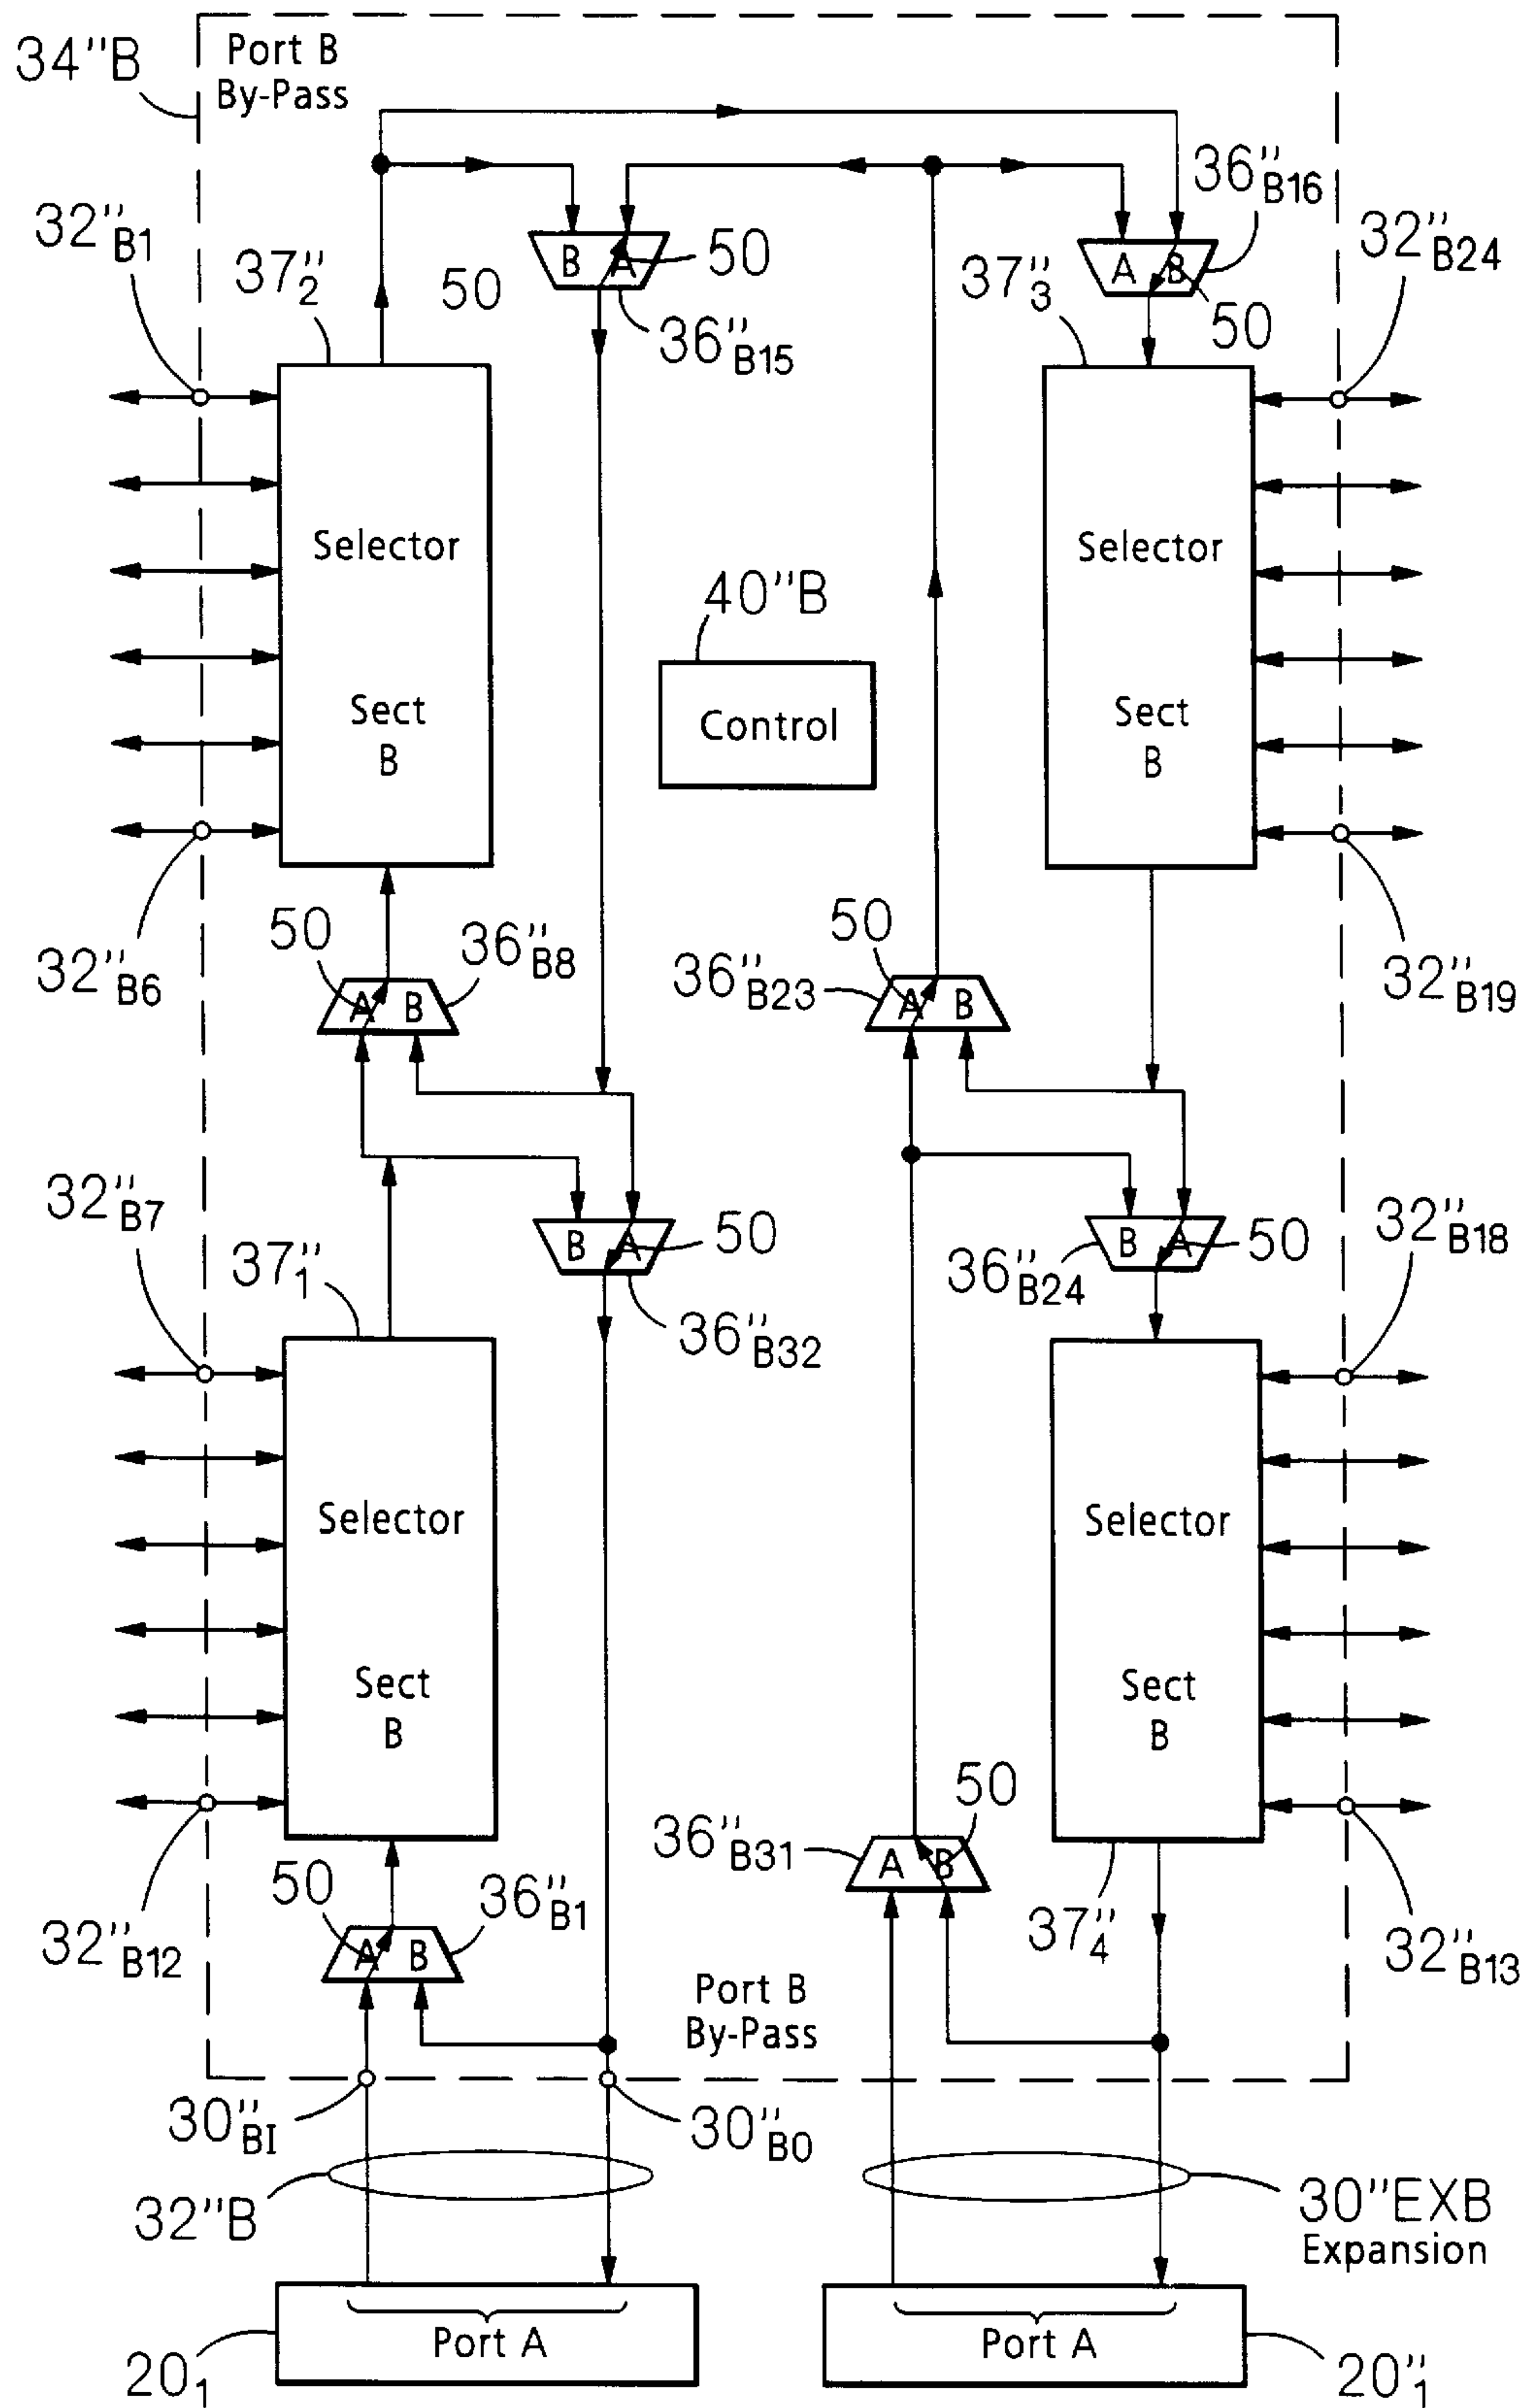 34"B
Port B
By-Pass
32"B1
37"2
50
50
36"B15
36"B16
37"3
50
32"B24
Selector
Sect
B
40"B
Control
Selector
Sect
B
32"B6
50
A B
36"B8
50
36"B23
A B
32"B19
B A
B A
A B
32"B7
37"1
B A
50
36"B32
36"B24
B A
50
32"B18
Selector
Sect
B
Selector
Sect
B
32"B12
50
A B
36"B1
36"B31
A B
50
37"4
32"B13
Port B
By-Pass
30"BI
30"BO
32"B
30"EXB
Expansion
Port A
Port A
201
20"1